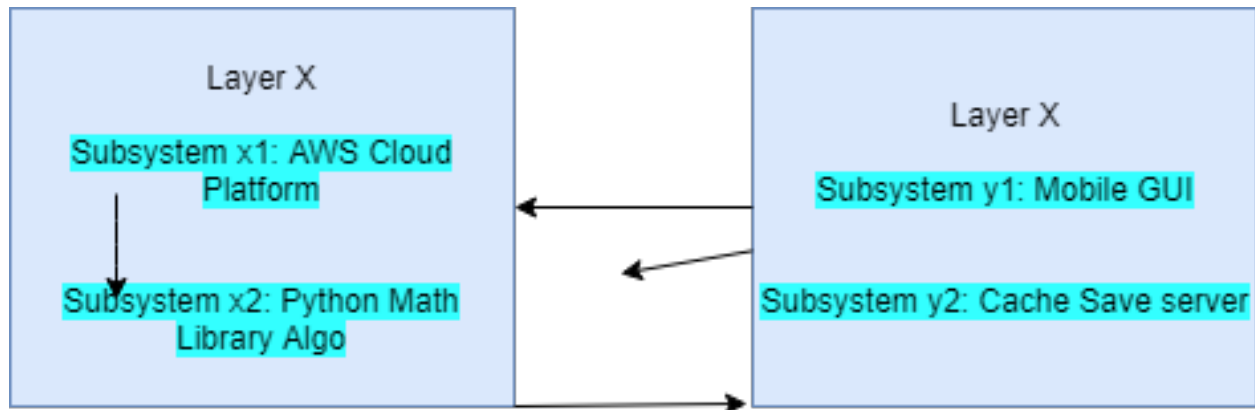 Layer X
Subsystem x1: AWS Cloud
Platform
Subsystem x2: Python Math
Library Algo
Layer X
Subsystem y1: Mobile GUI
Subsystem y2: Cache Save server